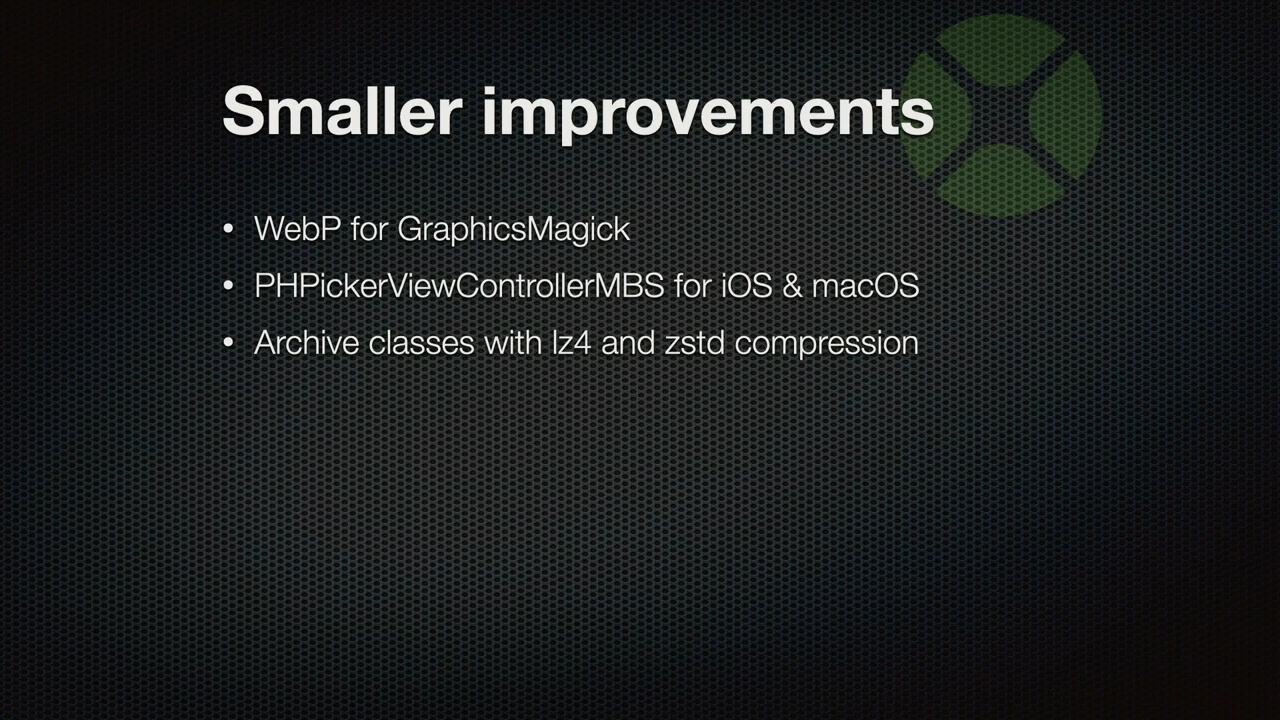 Smaller improvements
• WebP for GraphicsMagick
• PHPickerViewControllerMBS for iOS & macOS
• Archive classes with lz4 and zstd compression